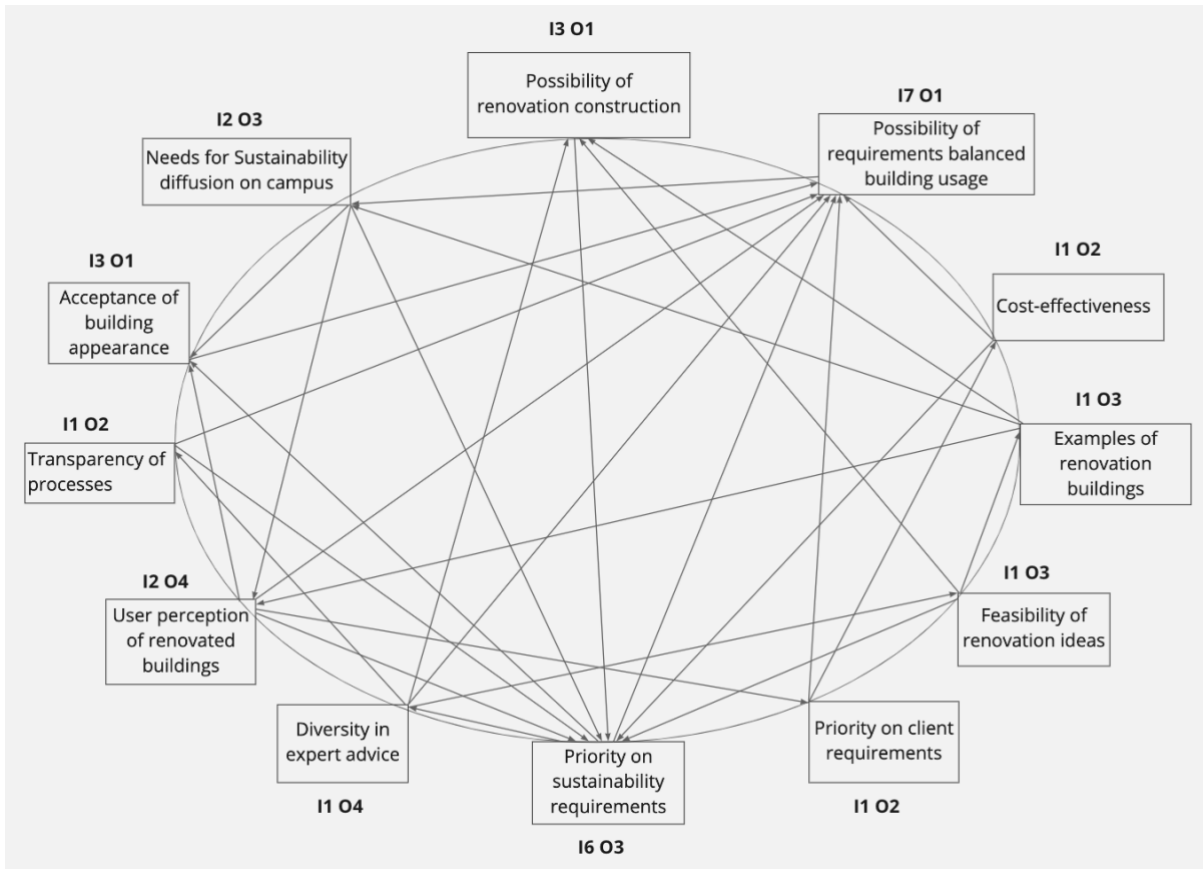 I3 O1
Possibility of
renovation construction
I7 O1
Possibility of
requirements balanced
building usage
I2 O3
Needs for Sustainability
diffusion on campus
I1 O2
Cost-effectiveness
I3 O1
Acceptance of
building
appearance
I1 O3
Examples of
renovation
buildings
I1 O2
Transparency of
processes
I1 O3
Feasibility of
renovation ideas
I2 O4
User perception
of renovated
buildings
I1 O2
Priority on client
requirements
Diversity in
expert advice
I1 O4
Priority on
sustainability
requirements
I6 O3